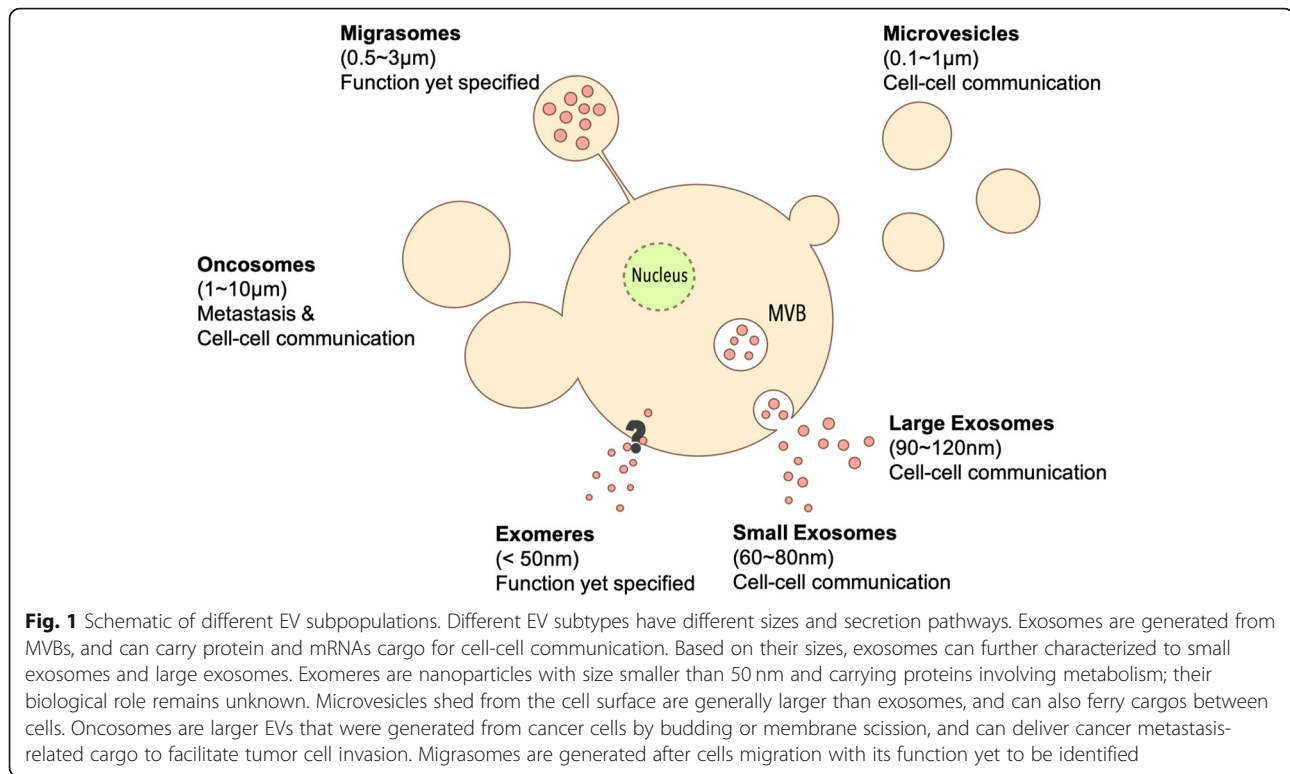 Migrasomes
(0.5~3μm)
Function yet specified
Microvesicles
(0.1~1μm)
Cell-cell communication
Oncosomes
(1~10μm)
Metastasis &
Cell-cell communication
Nucleus
MVB
?
Large Exosomes
(90~120nm)
Cell-cell communication
Exomeres
(< 50nm)
Function yet specified
Small Exosomes
(60~80nm)
Cell-cell communication
Fig. 1 Schematic of different EV subpopulations. Different EV subtypes have different sizes and secretion pathways. Exosomes are generated from
MVBs, and can carry protein and mRNAs cargo for cell-cell communication. Based on their sizes, exosomes can further characterized to small
exosomes and large exosomes. Exomeres are nanoparticles with size smaller than 50 nm and carrying proteins involving metabolism; their
biological role remains unknown. Microvesicles shed from the cell surface are generally larger than exosomes, and can also ferry cargos between
cells. Oncosomes are larger EVs that were generated from cancer cells by budding or membrane scission, and can deliver cancer metastasis-
related cargo to facilitate tumor cell invasion. Migrasomes are generated after cells migration with its function yet to be identified